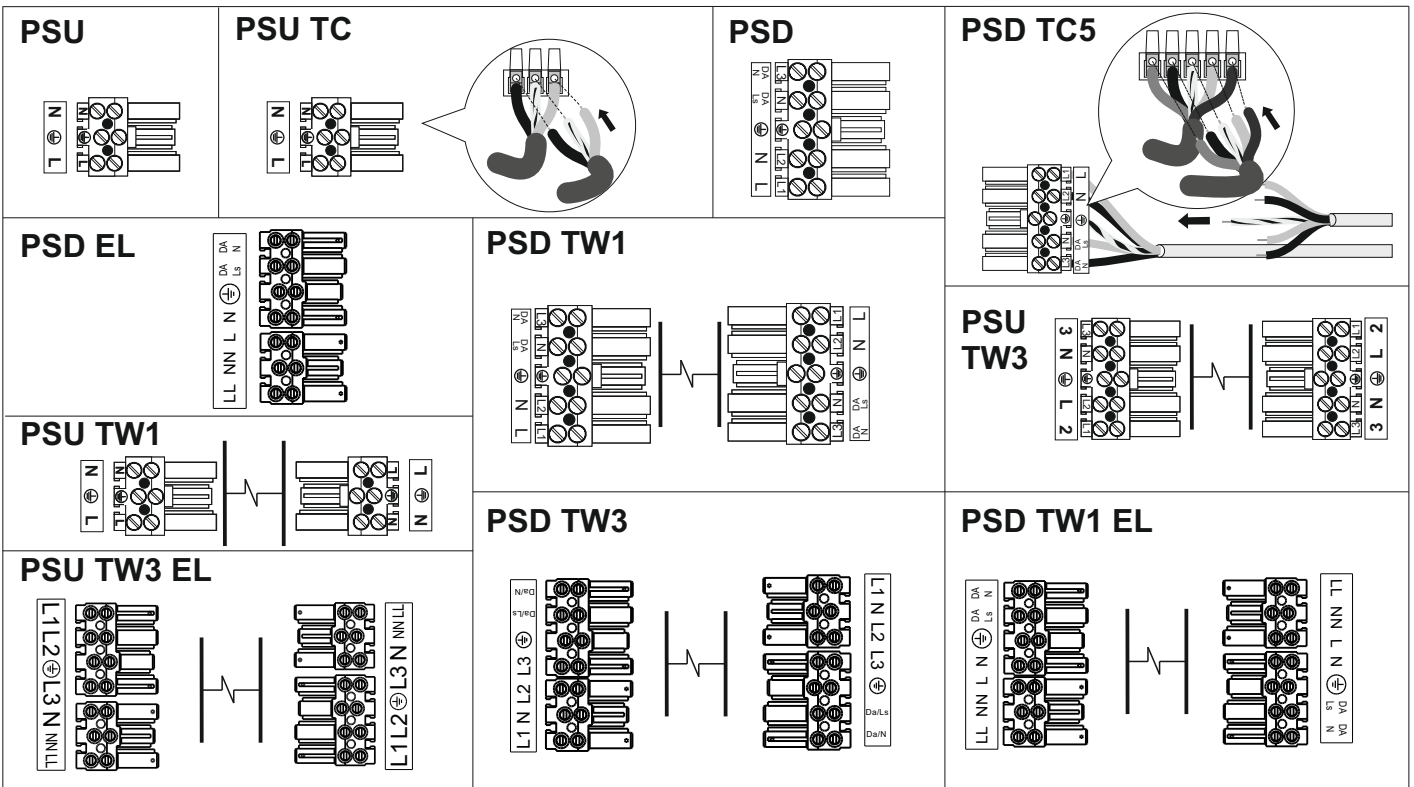 PSU
N ⏚ L
N ⏚ L
PSU TC
N ⏚ L
N ⏚ L
PSD
DA N DA Ls ⏚ N L
L3 N ⏚ L2 L1
PSD TC5
L1 L2 ⏚ N L3
L N ⏚ DA Ls DA N
PSD EL
LL NN L N ⏚ DA Ls DA N
PSD TW1
DA N DA Ls ⏚ N L
L3 N ⏚ L2 L1
L1 L2 ⏚ N L3
L N ⏚ DA Ls DA N
PSU
TW3
3 N ⏚ L 2
L3 N ⏚ L2 L1
L1 L2 ⏚ N L3
3 N ⏚ L 2
PSU TW1
N ⏚ L
N ⏚ L
L ⏚ N
L ⏚ N
PSU TW3 EL
L1 L2 ⏚ L3 N NN LL
L1 L2 ⏚ L3 N NN LL
PSD TW3
L1 N L2 L3 ⏚ Da/Ls Da/N
L1 N L2 L3 ⏚ Da/Ls Da/N
PSD TW1 EL
LL NN L N ⏚ DA Ls DA N
LL NN L N ⏚ DA Ls DA N